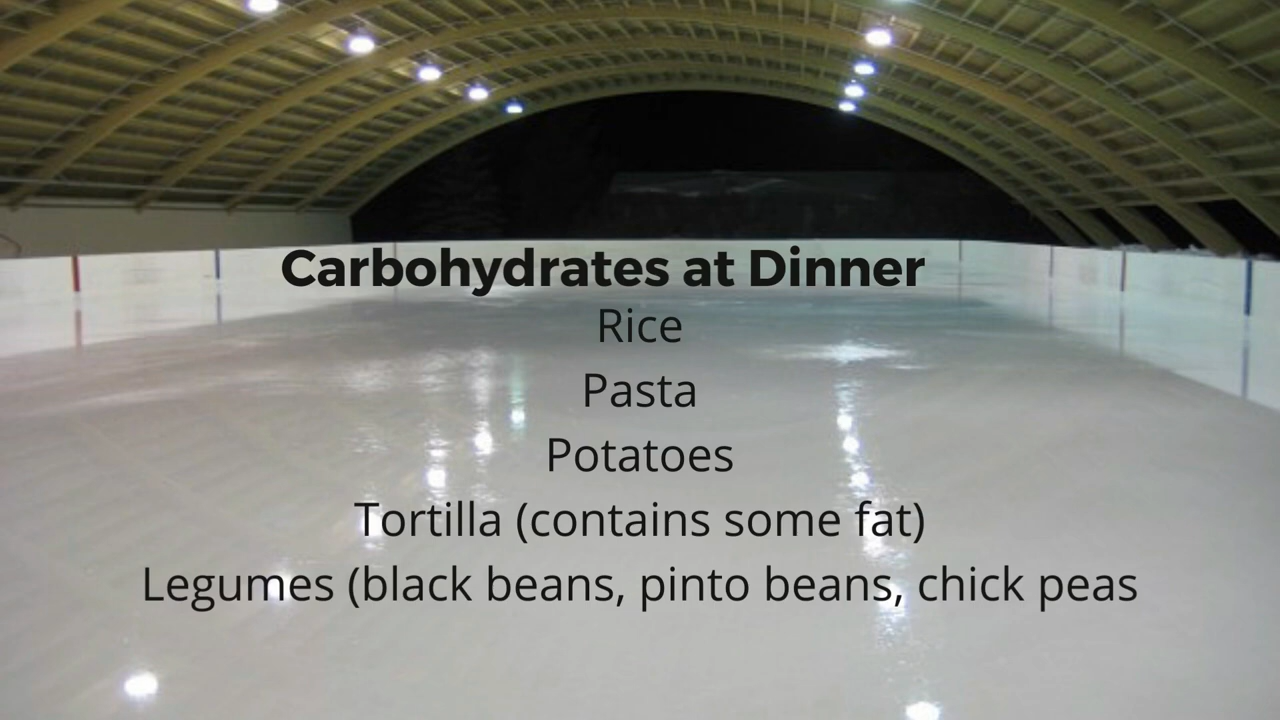 Carbohydrates at Dinner
Rice
Pasta
Potatoes
Tortilla (contains some fat)
Legumes (black beans, pinto beans, chick peas